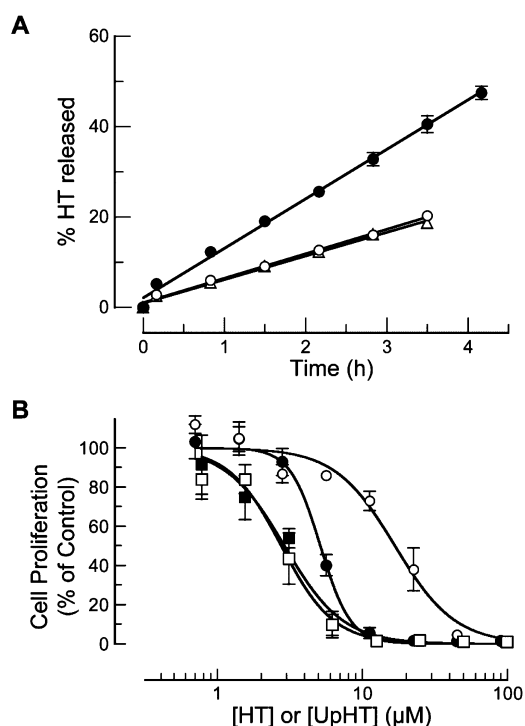 A
60
40
20
0
% HT released
0
1
2
3
4
Time (h)
B
100
80
60
40
20
0
Cell Proliferation
(% of Control)
1
10
100
[HT] or [UpHT] (µM)